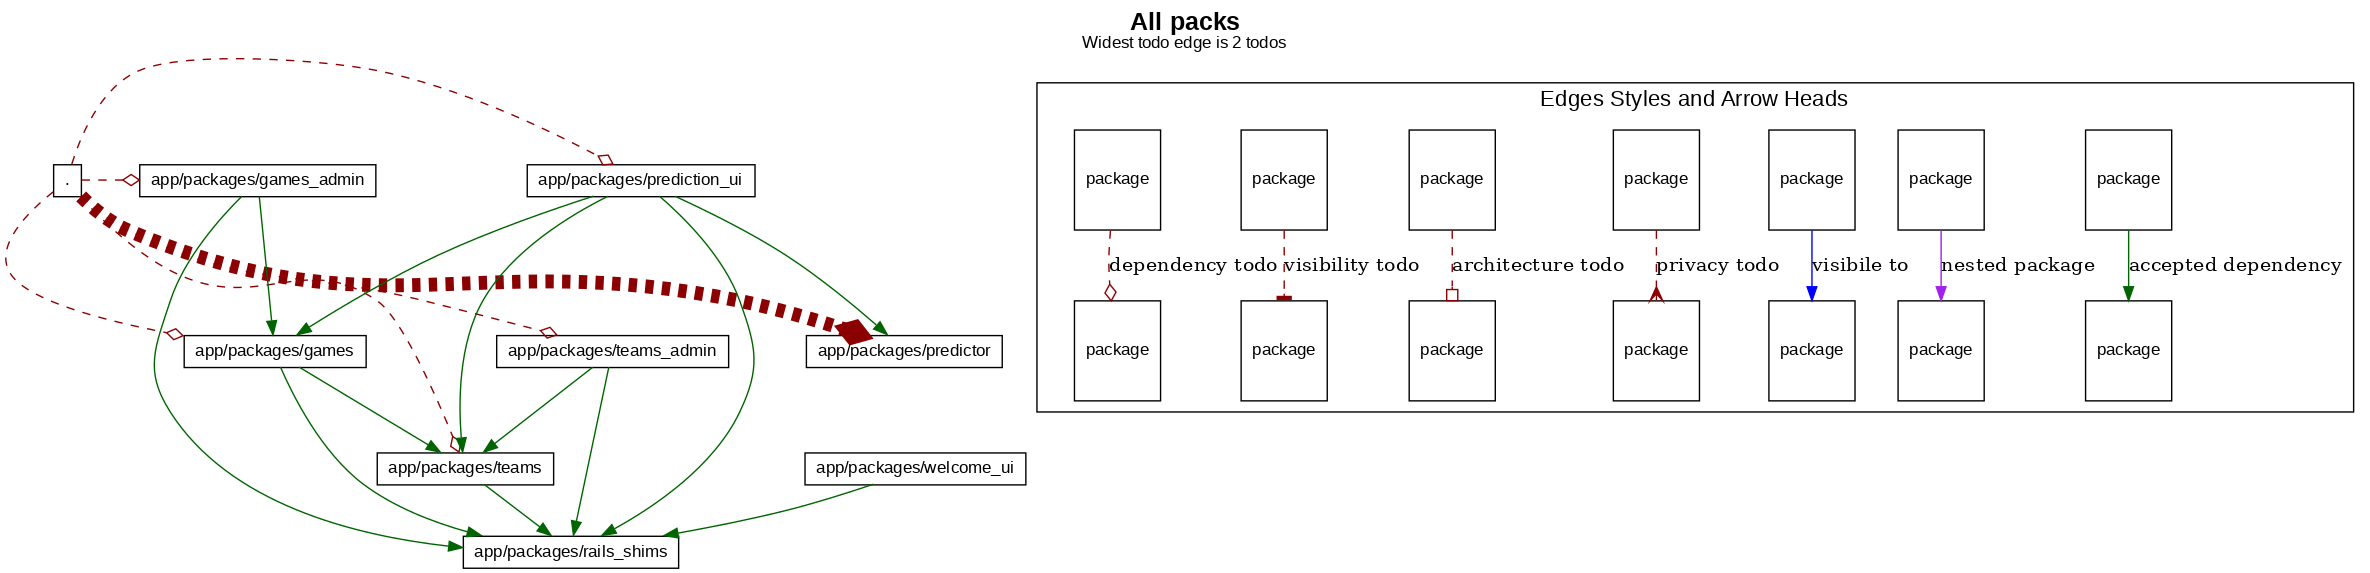 All packs
Widest todo edge is 2 todos
.
app/packages/games_admin
app/packages/prediction_ui
app/packages/games
app/packages/teams_admin
app/packages/predictor
app/packages/teams
app/packages/welcome_ui
app/packages/rails_shims
Edges Styles and Arrow Heads
package package package package package package package
dependency todo visibility todo architecture todo privacy todo visibile to nested package accepted dependency
package package package package package package package